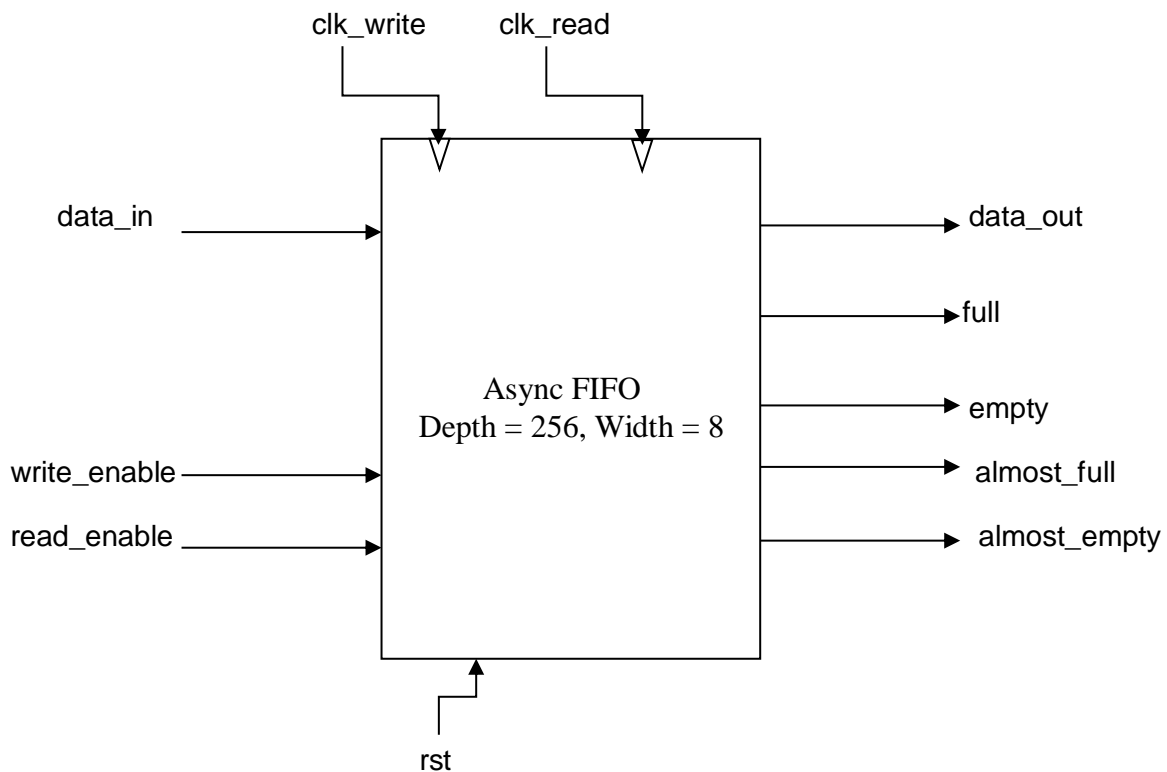 clk_write
clk_read
data_in
data_out
full
Async FIFO
Depth = 256, Width = 8
empty
write_enable
almost_full
read_enable
almost_empty
rst